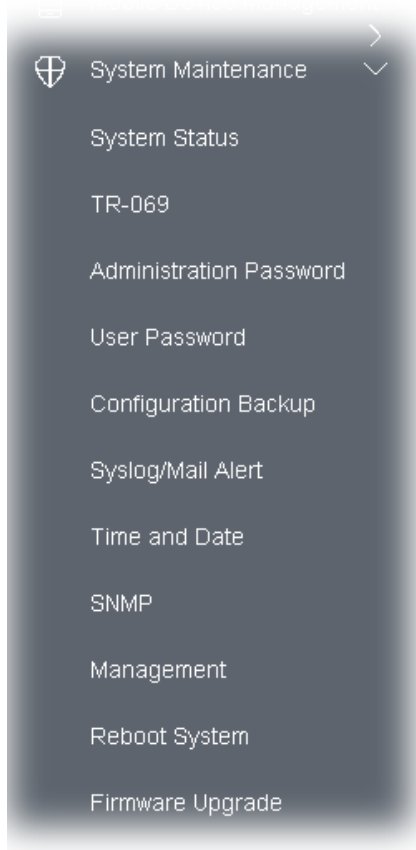 System Maintenance
System Status
TR-069
Administration Password
User Password
Configuration Backup
Syslog/Mail Alert
Time and Date
SNMP
Management
Reboot System
Firmware Upgrade